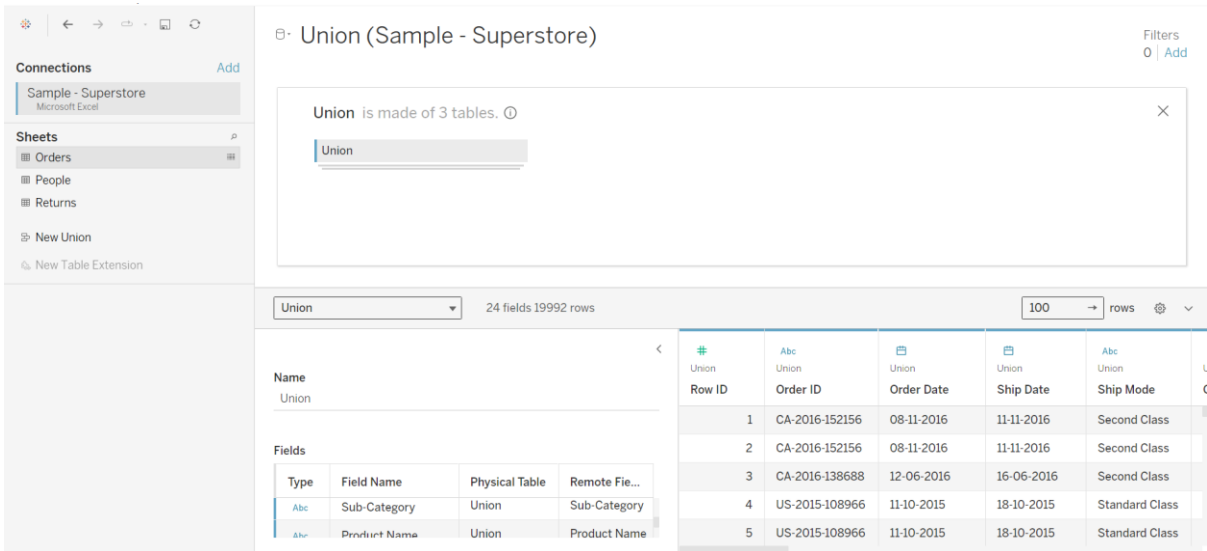 Connections Add
Sample - Superstore
Microsoft Excel
Sheets
Orders
People
Returns
New Union
New Table Extension
Union (Sample - Superstore)
Filters
0 | Add
Union is made of 3 tables.
Union
Union 24 fields 19992 rows 100 → rows
Name
Union
Fields
Type Field Name Physical Table Remote Fie...
Abc Sub-Category Union Sub-Category
Abc Product Name Union Product Name
# Abc Abc
Union Union Union Union Union
Row ID Order ID Order Date Ship Date Ship Mode
1 CA-2016-152156 08-11-2016 11-11-2016 Second Class
2 CA-2016-152156 08-11-2016 11-11-2016 Second Class
3 CA-2016-138688 12-06-2016 16-06-2016 Second Class
4 US-2015-108966 11-10-2015 18-10-2015 Standard Class
5 US-2015-108966 11-10-2015 18-10-2015 Standard Class